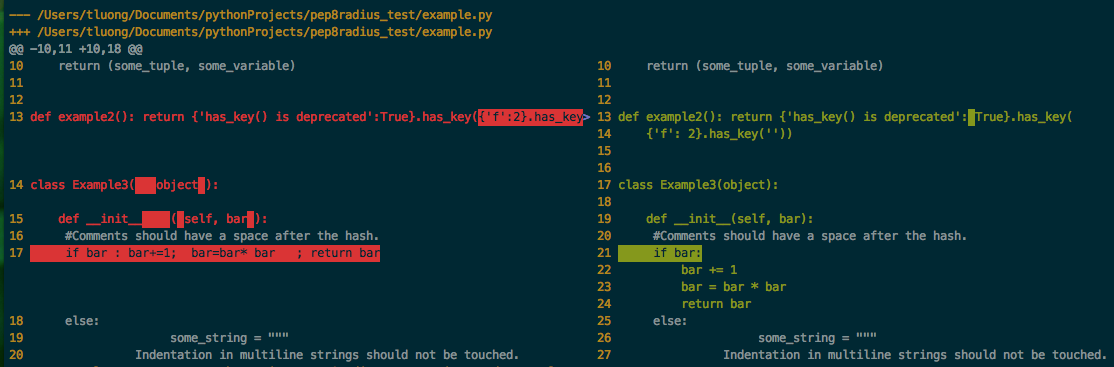 --- /Users/tluong/Documents/pythonProjects/pep8radius_test/example.py
+++ /Users/tluong/Documents/pythonProjects/pep8radius_test/example.py
@@ -10,11 +10,18 @@
10     return (some_tuple, some_variable)     10     return (some_tuple, some_variable)
11     11
12     12
13 def example2(): return {'has_key() is deprecated':True}.has_key({'f':2}.has_key>     13 def example2(): return {'has_key() is deprecated': True}.has_key(
14     {'f': 2}.has_key(''))
15
16
14 class Example3(   object ):     17 class Example3(object):
18
15     def __init__    ( self, bar ):     19     def __init__(self, bar):
16      #Comments should have a space after the hash.     20      #Comments should have a space after the hash.
17      if bar : bar+=1;  bar=bar* bar   ; return bar     21      if bar:
22          bar += 1
23          bar = bar * bar
24          return bar
18      else:     25      else:
19                     some_string = """     26                     some_string = """
20                Indentation in multiline strings should not be touched.     27                Indentation in multiline strings should not be touched.